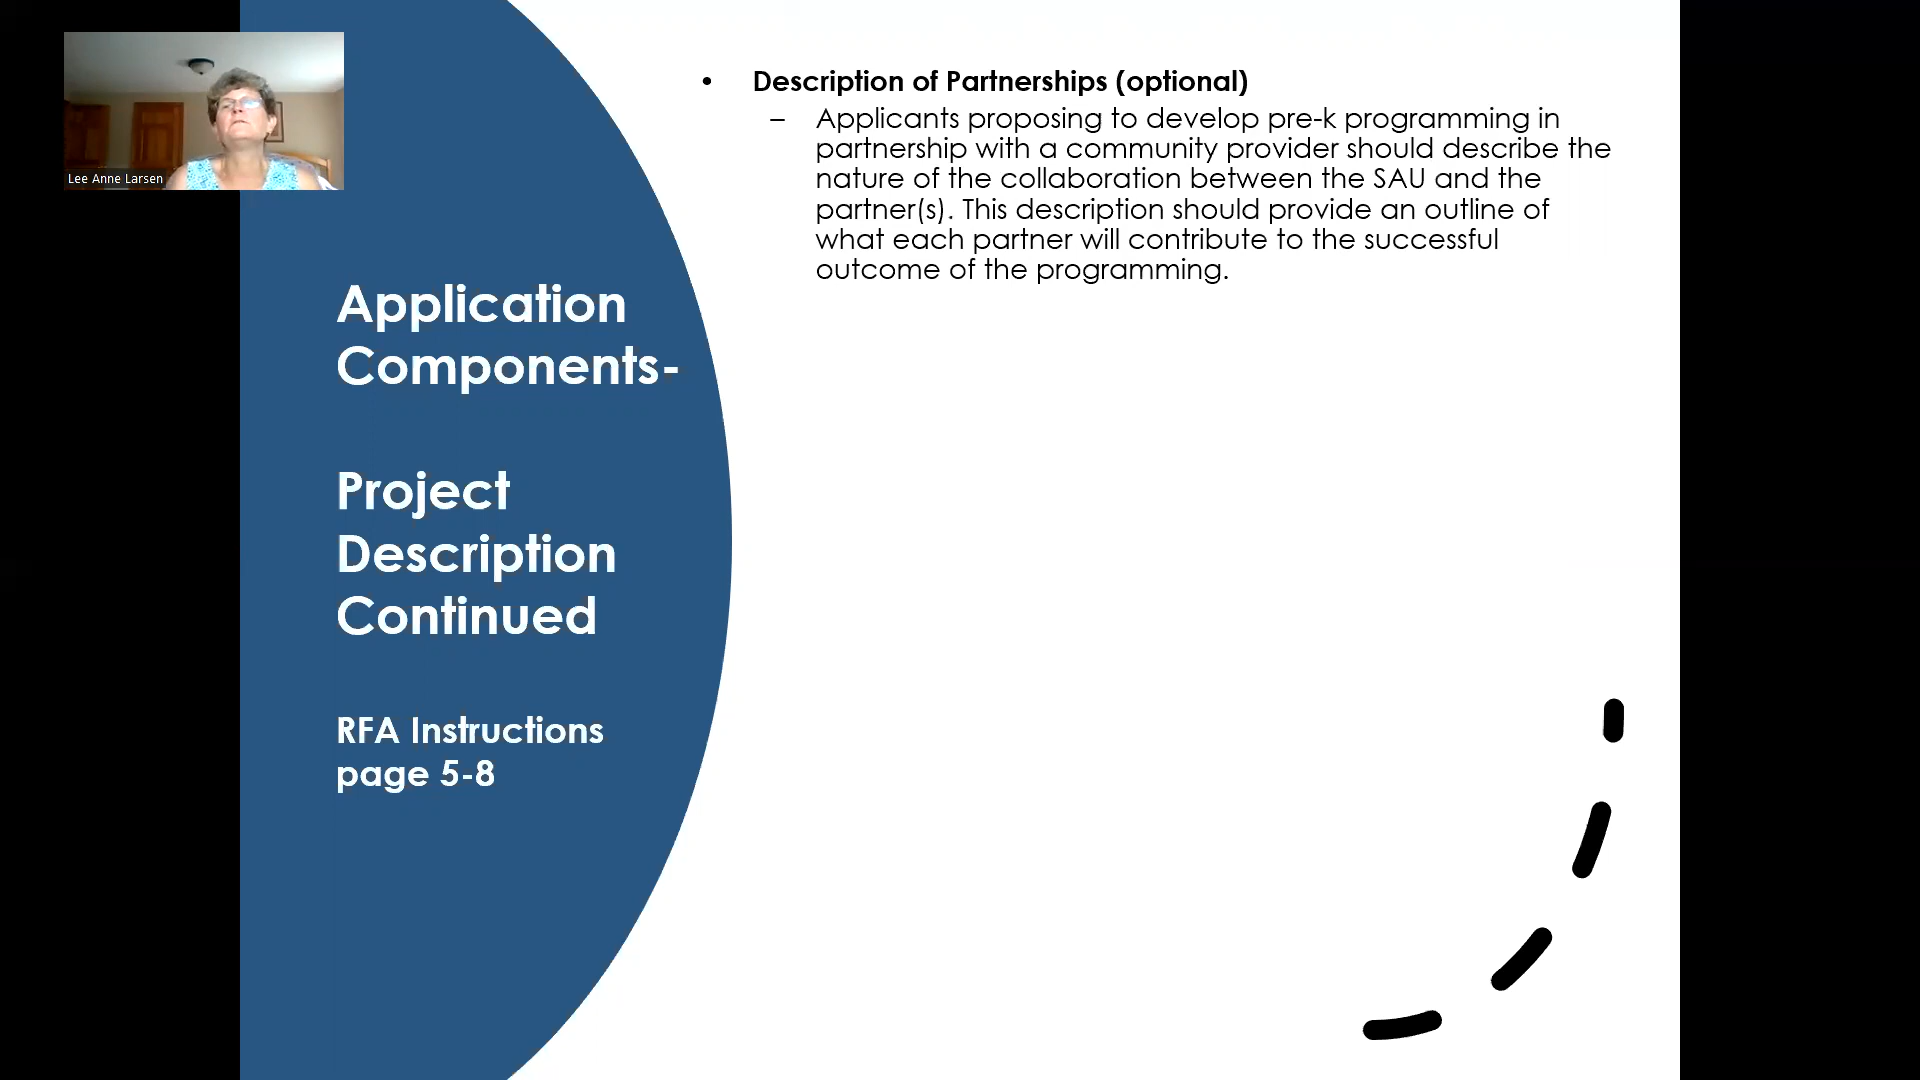 Lee Anne Larsen
Application
Components-
Project
Description
Continued
RFA Instructions
page 5-8
• Description of Partnerships (optional)
– Applicants proposing to develop pre-k programming in
partnership with a community provider should describe the
nature of the collaboration between the SAU and the
partner(s). This description should provide an outline of
what each partner will contribute to the successful
outcome of the programming.